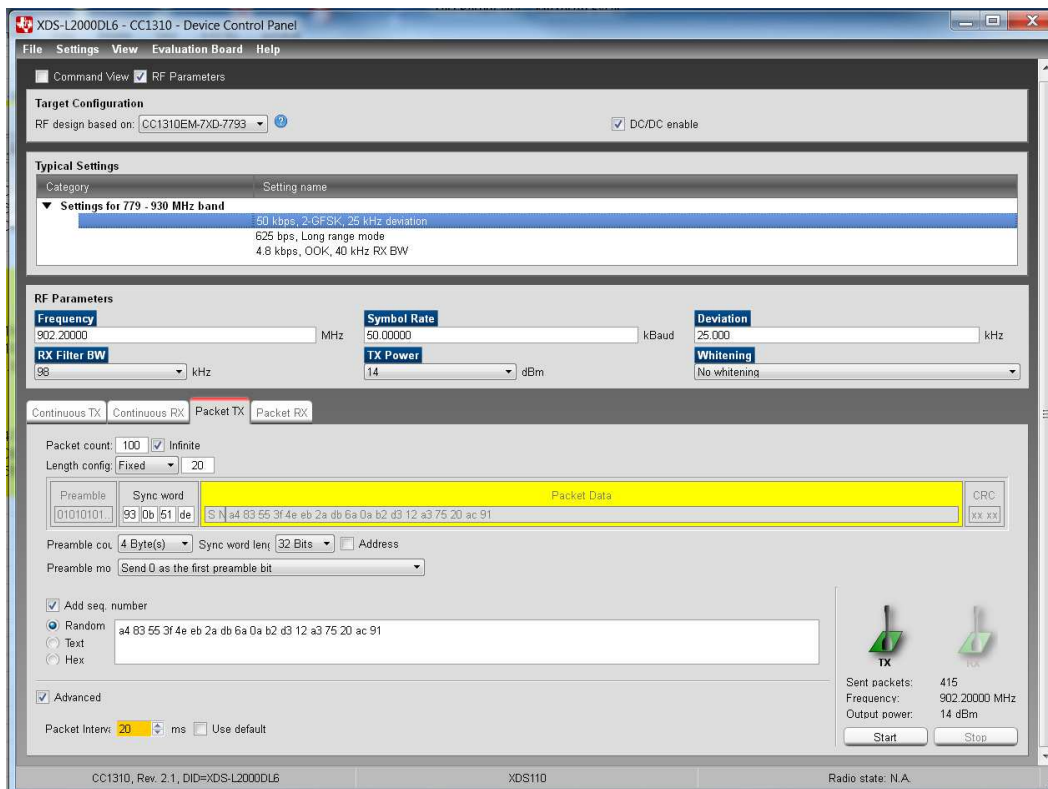 XDS-L2000DL6 - CC1310 - Device Control Panel
File Settings View Evaluation Board Help
Command View RF Parameters
Target Configuration
RF design based on: CC1310EM-7XD-7793 DC/DC enable
Typical Settings
Category Setting name
Settings for 779 - 930 MHz band
50 kbps, 2-GFSK, 25 kHz deviation
625 bps, Long range mode
4.8 kbps, OOK, 40 kHz RX BW
RF Parameters
Frequency Symbol Rate Deviation
902.20000 MHz 50.00000 kBaud 25.000 kHz
RX Filter BW TX Power Whitening
98 kHz 14 dBm No whitening
Continuous TX Continuous RX Packet TX Packet RX
Packet count: 100 Infinite
Length config: Fixed 20
Preamble Sync word Packet Data CRC
01010101... 93 0b 51 de S N a4 83 55 3f 4e eb 2a db 6a 0a b2 d3 12 a3 75 20 ac 91 xx xx
Preamble cou 4 Byte(s) Sync word leng 32 Bits Address
Preamble mo Send 0 as the first preamble bit
Add seq. number
Random a4 83 55 3f 4e eb 2a db 6a 0a b2 d3 12 a3 75 20 ac 91
Text
Hex
TX RX
Sent packets: 415
Advanced
Frequency: 902.20000 MHz
Output power: 14 dBm
Packet Interva 20 ms Use default
Start Stop
CC1310, Rev. 2.1, DID=XDS-L2000DL6 XDS110 Radio state: N.A.